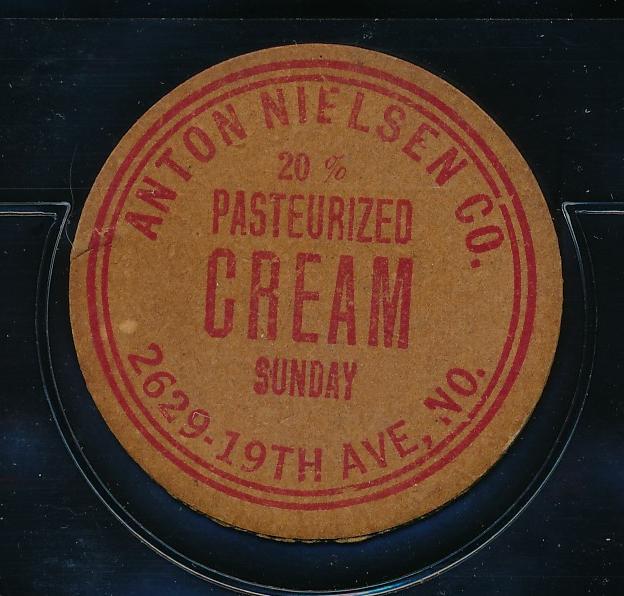 ANTON NIELSEN CO.
20 %
PASTEURIZED
CREAM
SUNDAY
2629-19TH AVE, NO.